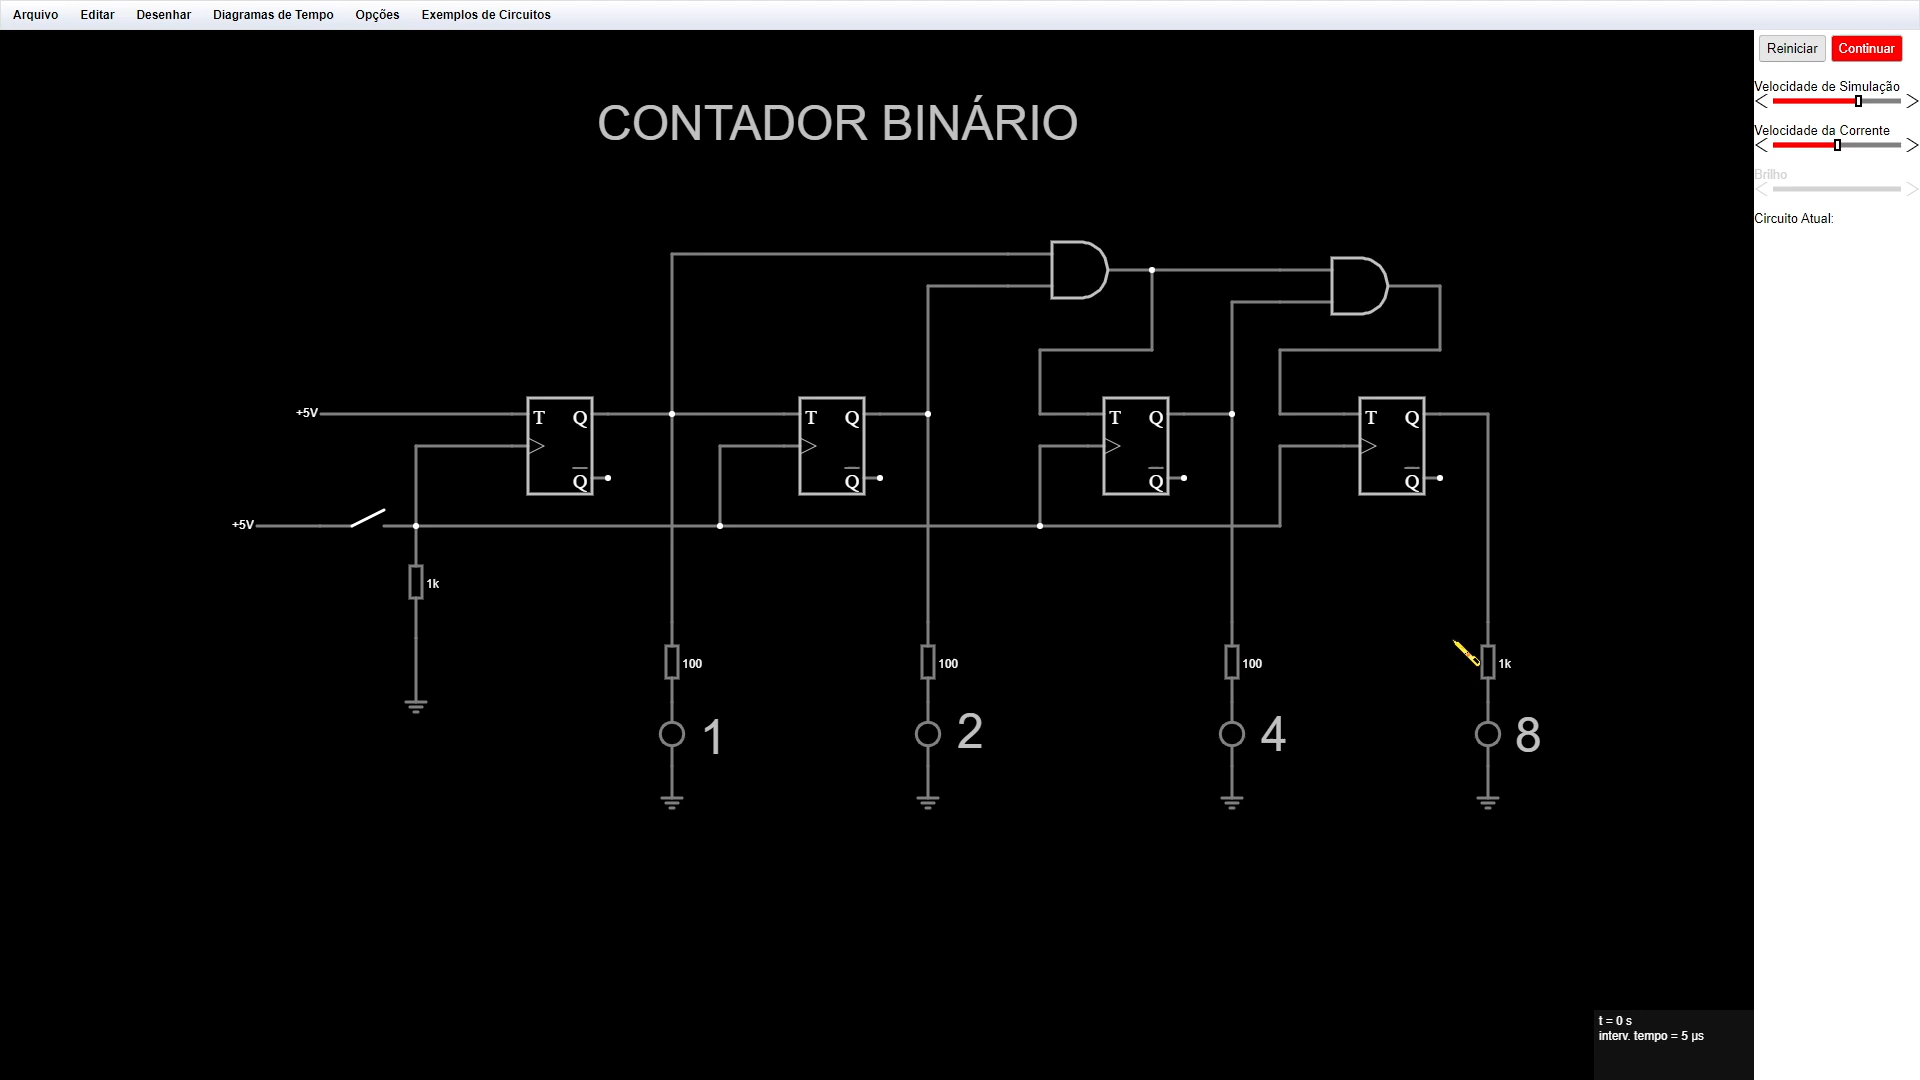 Arquivo Editar Desenhar Diagramas de Tempo Opções Exemplos de Circuitos
Reiniciar Continuar
Velocidade de Simulação
Velocidade da Corrente
Brilho
Circuito Atual:
CONTADOR BINÁRIO
+5V T Q T Q T Q T Q
Q Q Q Q
+5V
1k
100 100 100 1k
1 2 4 8
t = 0 s
interv. tempo = 5 µs